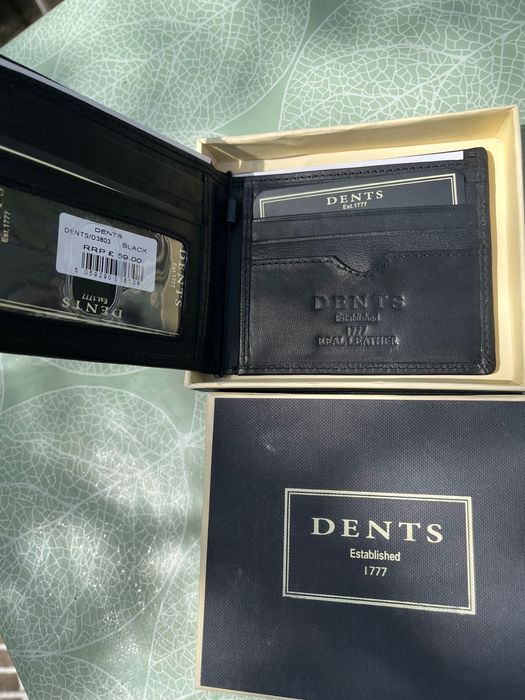 DENTS
DENTS/D3803 BLACK
RRP £ 59.00
DENTS
Est.1777
DENTS
Est.1777
DENTS
Established
1777
REAL LEATHER
DENTS
Established
1777